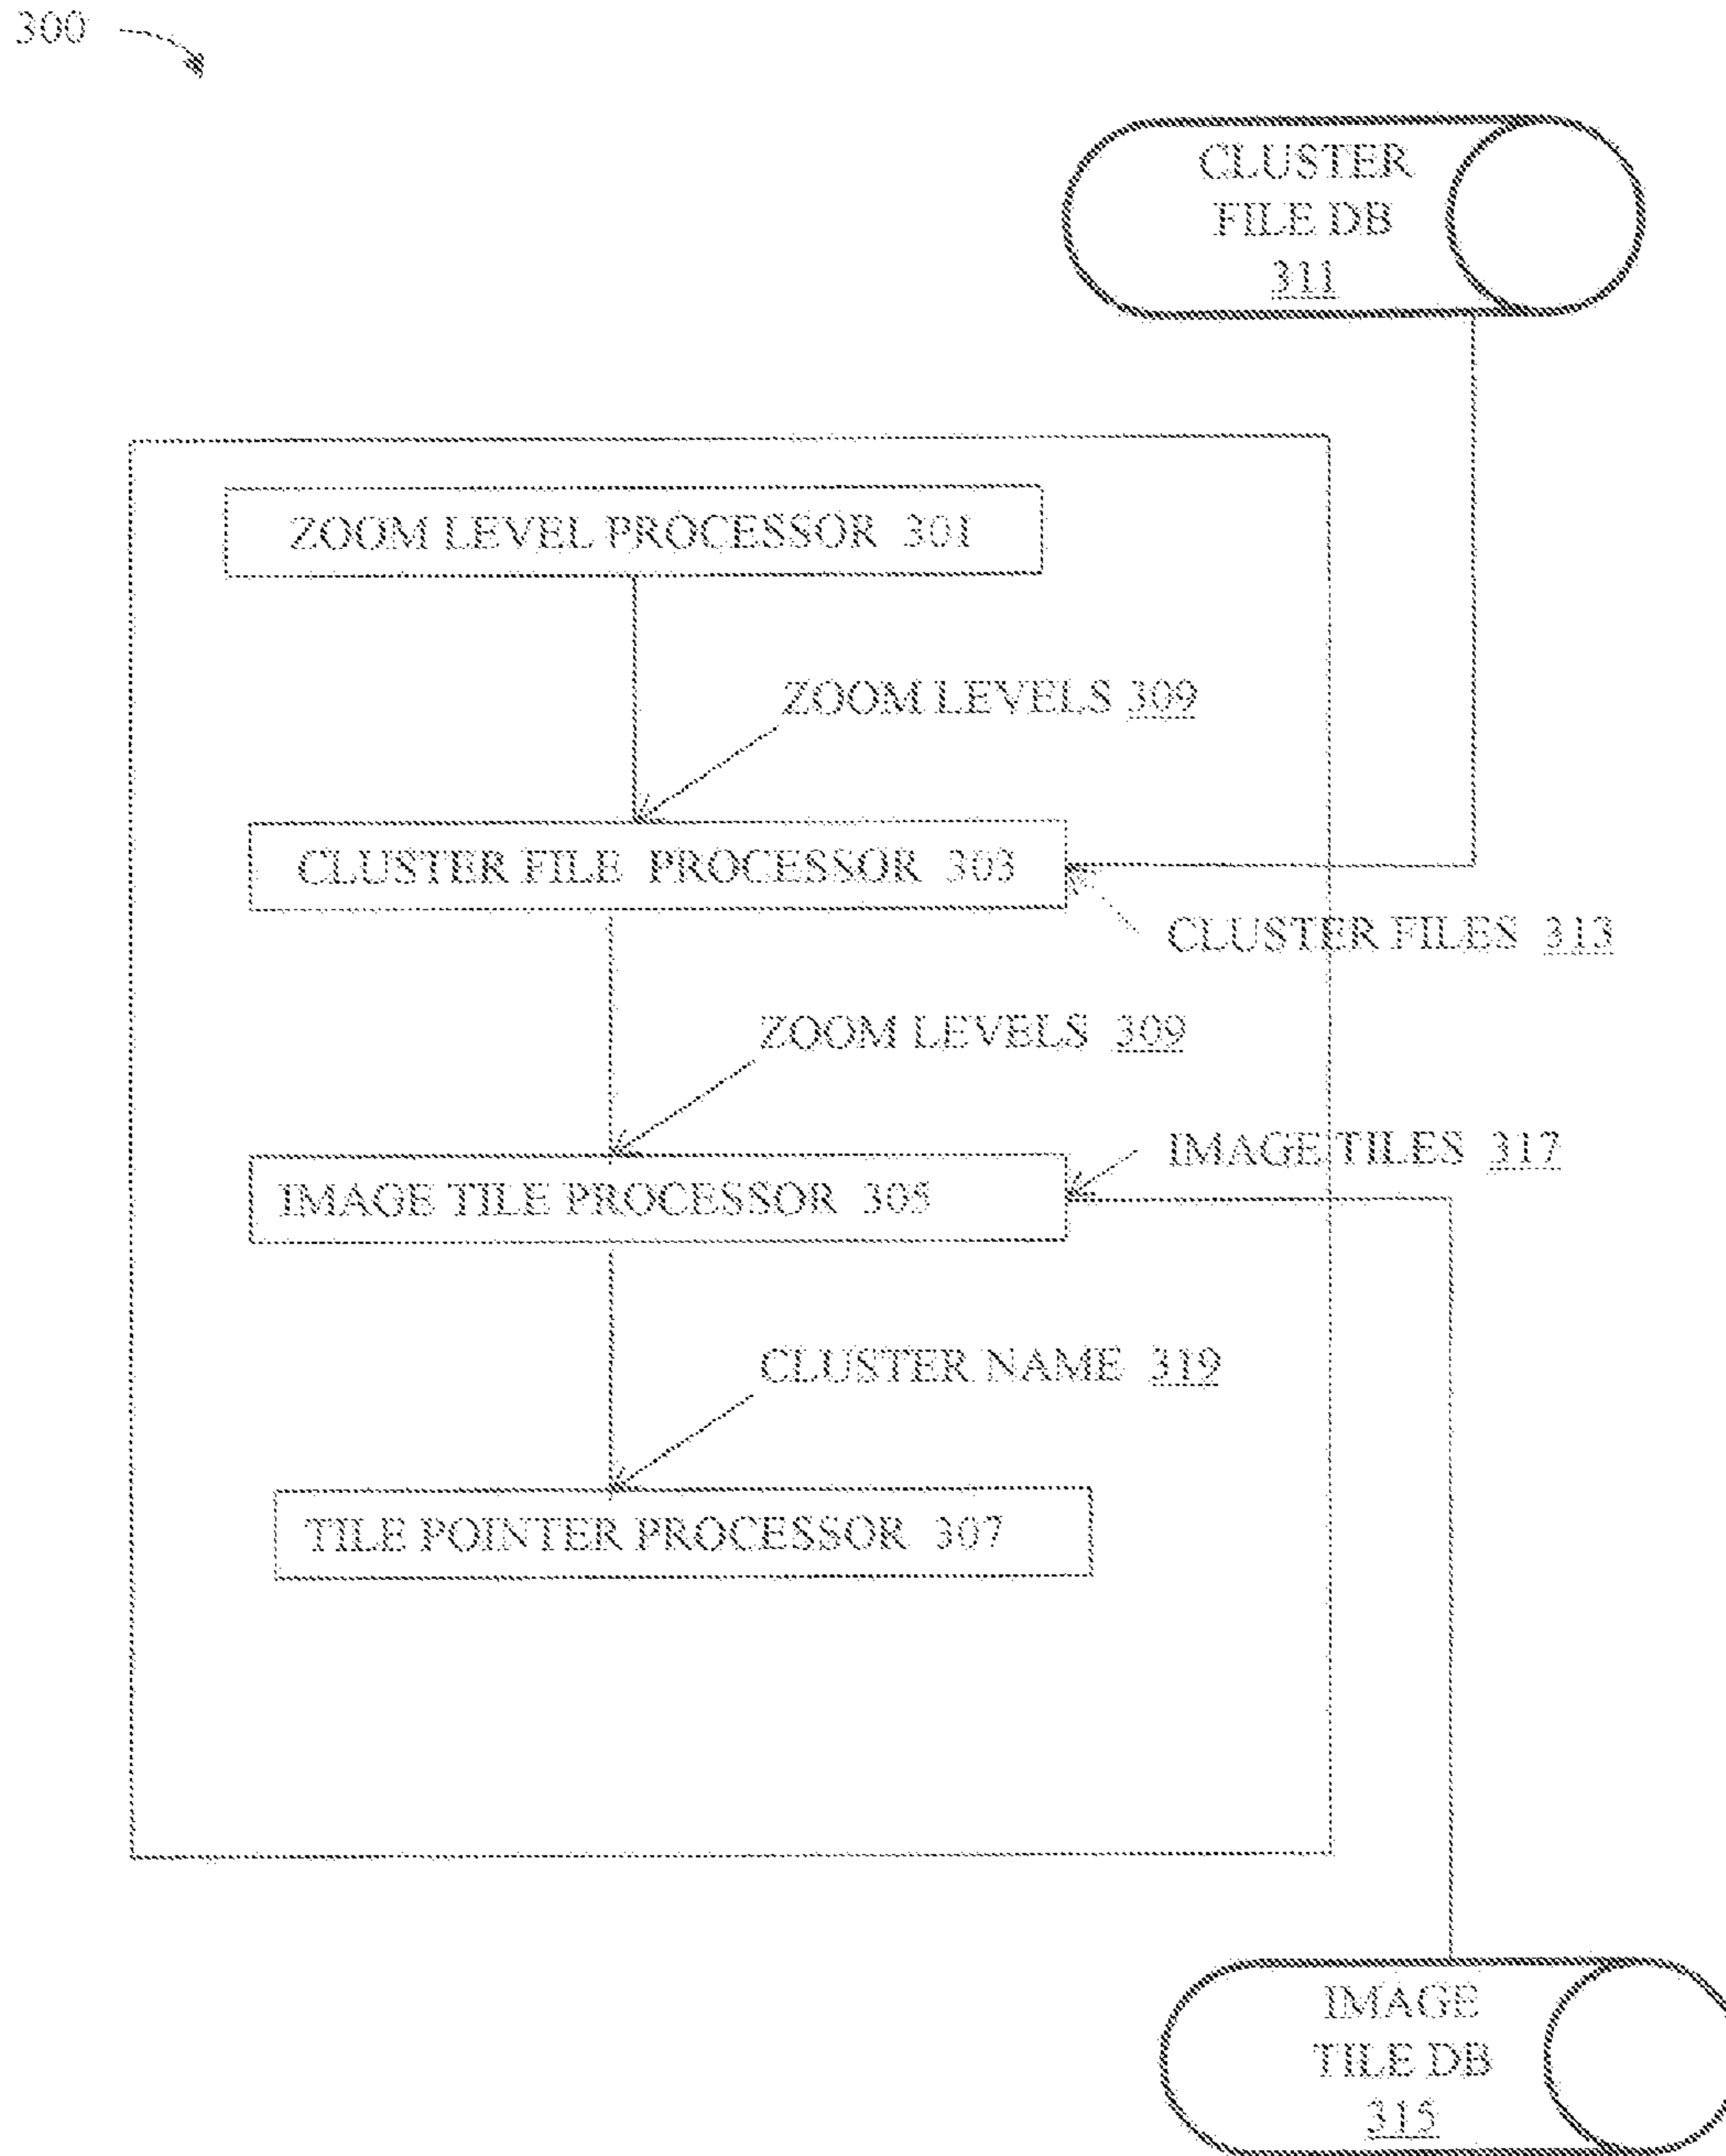 300
CLUSTER
FILE DB
311
ZOOM LEVEL PROCESSOR 301
ZOOM LEVELS 309
CLUSTER FILE PROCESSOR 303
CLUSTER FILES 313
ZOOM LEVELS 309
IMAGE TILES 317
IMAGE TILE PROCESSOR 305
CLUSTER NAME 319
TILE POINTER PROCESSOR 307
IMAGE
TILE DB
315